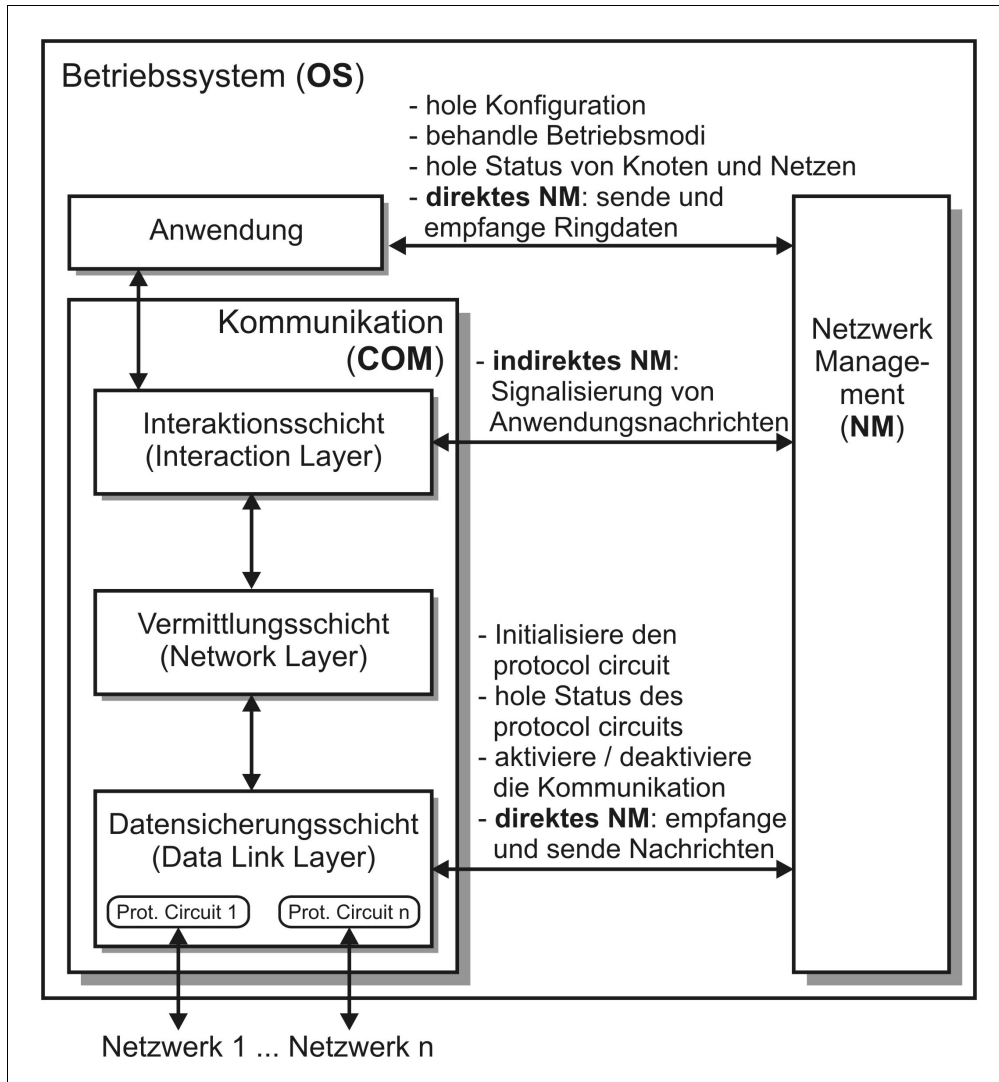 Betriebssystem (OS)
- hole Konfiguration
- behandle Betriebsmodi
- hole Status von Knoten und Netzen
- direktes NM: sende und
empfange Ringdaten
Anwendung
Kommunikation
(COM)
- indirektes NM:
Signalisierung von
Anwendungsnachrichten
Netzwerk
Manage-
ment
(NM)
Interaktionsschicht
(Interaction Layer)
Vermittlungsschicht
(Network Layer)
- Initialisiere den
protocol circuit
- hole Status des
protocol circuits
- aktiviere / deaktiviere
die Kommunikation
- direktes NM: empfange
und sende Nachrichten
Datensicherungsschicht
(Data Link Layer)
Prot. Circuit 1
Prot. Circuit n
Netzwerk 1 ... Netzwerk n